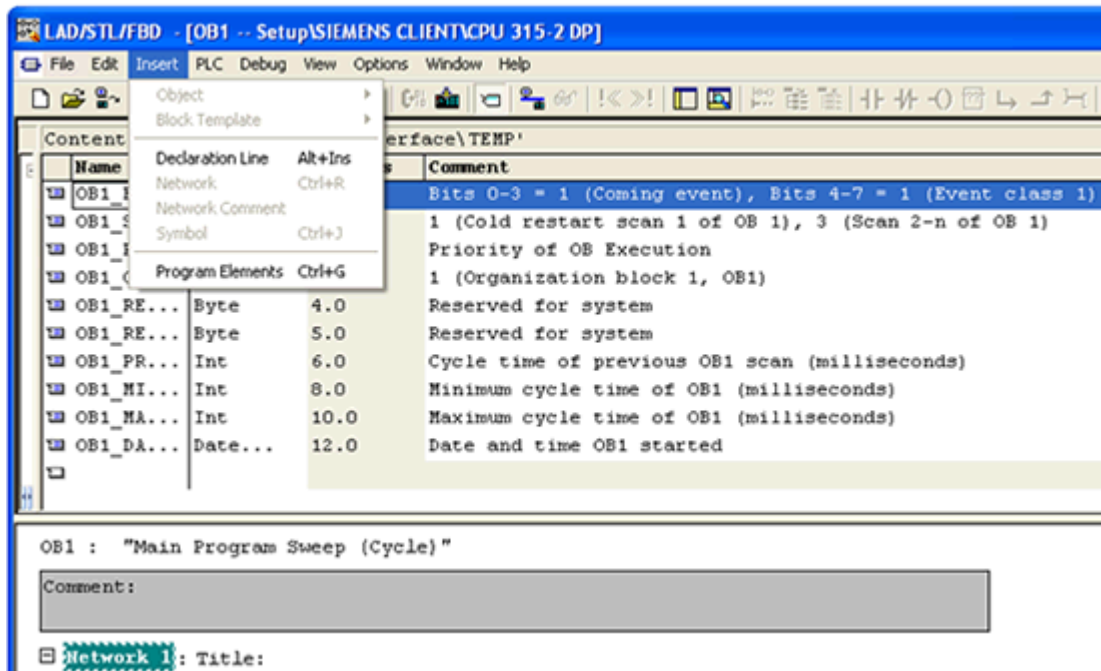 LAD/STL/FBD - [OB1 -- Setup\SIEMENS CLIENT\CPU 315-2 DP]
File Edit Insert PLC Debug View Options Window Help
Object
Block Template
Declaration Line Alt+Ins
Network Ctrl+R
Network Comment
Symbol Ctrl+J
Program Elements Ctrl+G
Content erface\TEMP'
Name s Comment
OB1_ Bits 0-3 = 1 (Coming event), Bits 4-7 = 1 (Event class 1)
OB1_ 1 (Cold restart scan 1 of OB 1), 3 (Scan 2-n of OB 1)
OB1_ Priority of OB Execution
OB1_ 1 (Organization block 1, OB1)
OB1_RE... Byte 4.0 Reserved for system
OB1_RE... Byte 5.0 Reserved for system
OB1_PR... Int 6.0 Cycle time of previous OB1 scan (milliseconds)
OB1_MI... Int 8.0 Minimum cycle time of OB1 (milliseconds)
OB1_MA... Int 10.0 Maximum cycle time of OB1 (milliseconds)
OB1_DA... Date... 12.0 Date and time OB1 started
OB1 : "Main Program Sweep (Cycle)"
Comment:
Network 1 : Title: